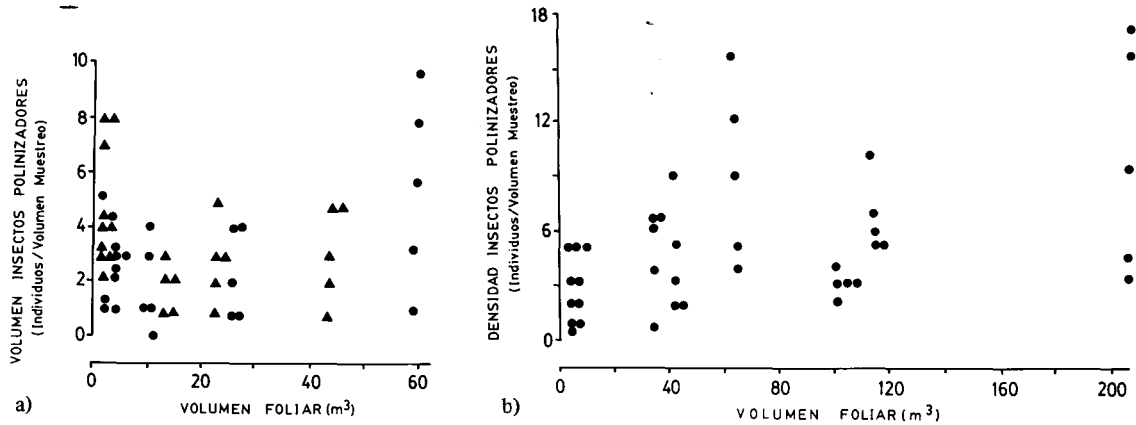 VOLUMEN INSECTOS POLINIZADORES
(Individuos/Volumen Muestreo)
10
8
6
4
2
0
0
20
40
60
VOLUMEN FOLIAR (m³)
a)
DENSIDAD INSECTOS POLINIZADORES
(Individuos/Volumen Muestreo)
18
12
6
0
0
40
80
120
160
200
VOLUMEN FOLIAR (m³)
b)